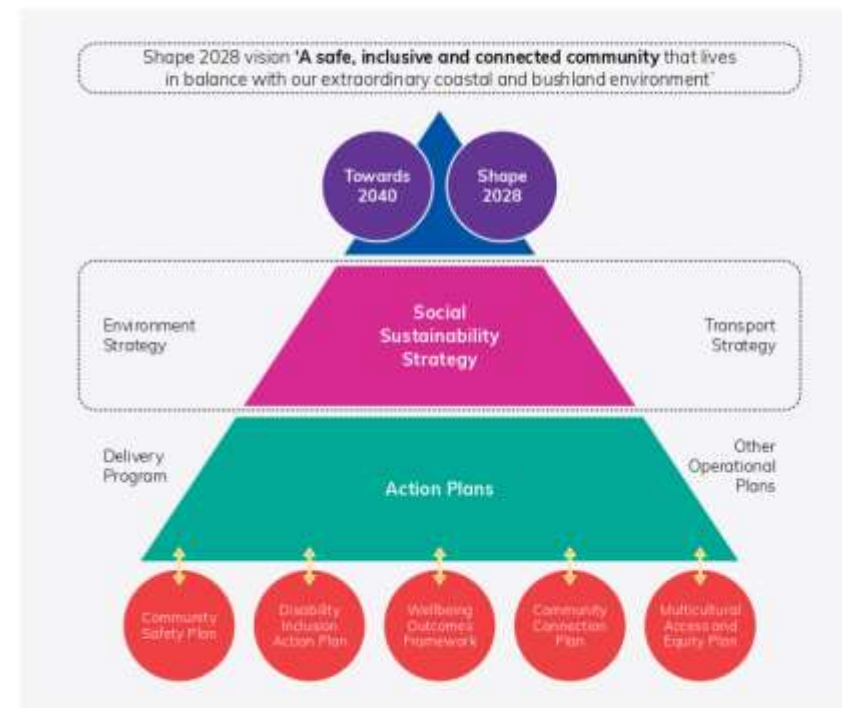 Shape 2028 vision 'A safe, inclusive and connected community that lives
in balance with our extraordinary coastal and bushland environment'
Towards
2040
Shape
2028
Environment
Strategy
Social
Sustainability
Strategy
Transport
Strategy
Delivery
Program
Action Plans
Other
Operational
Plans
Community
Safety Plan
Disability
Inclusion
Action Plan
Wellbeing
Outcomes
Framework
Community
Connection
Plan
Multicultural
Access and
Equity Plan